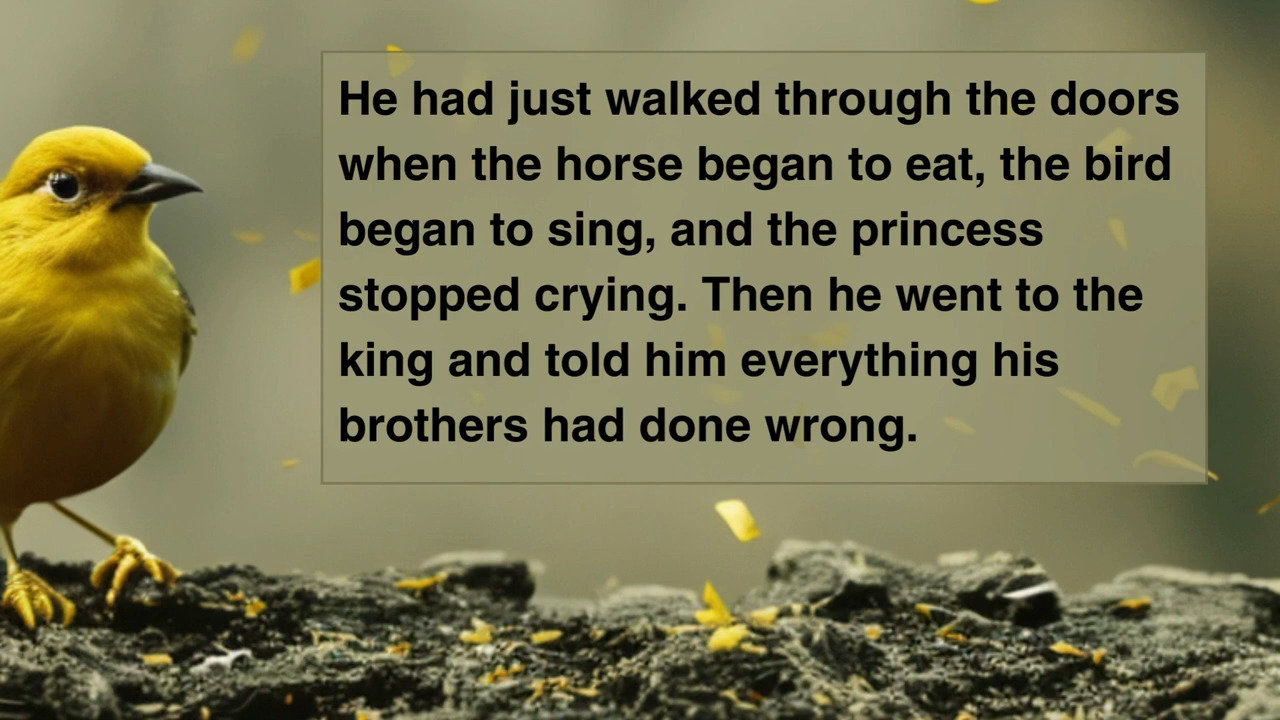 He had just walked through the doors
when the horse began to eat, the bird
began to sing, and the princess
stopped crying. Then he went to the
king and told him everything his
brothers had done wrong.